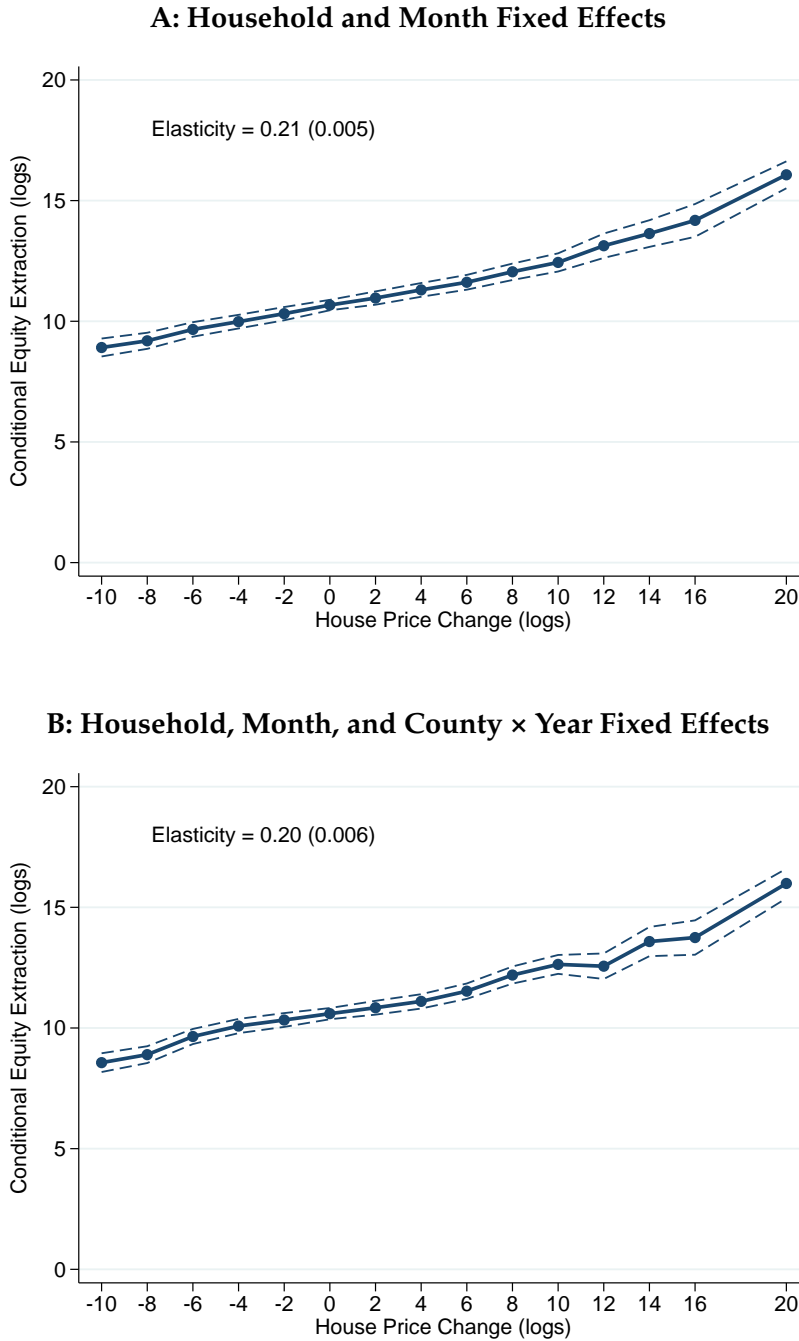 A: Household and Month Fixed Effects
20
Elasticity = 0.21 (0.005)
15
10
5
0
Conditional Equity Extraction (logs)
-10 -8 -6 -4 -2 0 2 4 6 8 10 12 14 16 20
House Price Change (logs)
B: Household, Month, and County × Year Fixed Effects
20
Elasticity = 0.20 (0.006)
15
10
5
0
Conditional Equity Extraction (logs)
-10 -8 -6 -4 -2 0 2 4 6 8 10 12 14 16 20
House Price Change (logs)